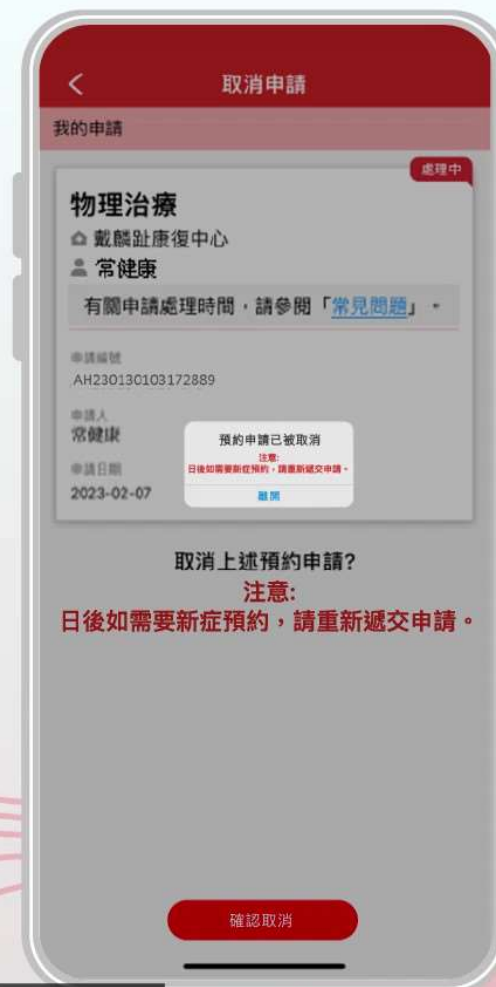 取消申請
我的申請
處理中
物理治療
戴麟趾康復中心
常健康
有關申請處理時間，請參閱「常見問題」。
申請編號
AH230130103172889
申請人
常健康
申請日期
2023-02-07
預約申請已被取消
注意:
日後如需要新症預約，請重新遞交申請。
離開
取消上述預約申請?
注意:
日後如需要新症預約，請重新遞交申請。
確認取消